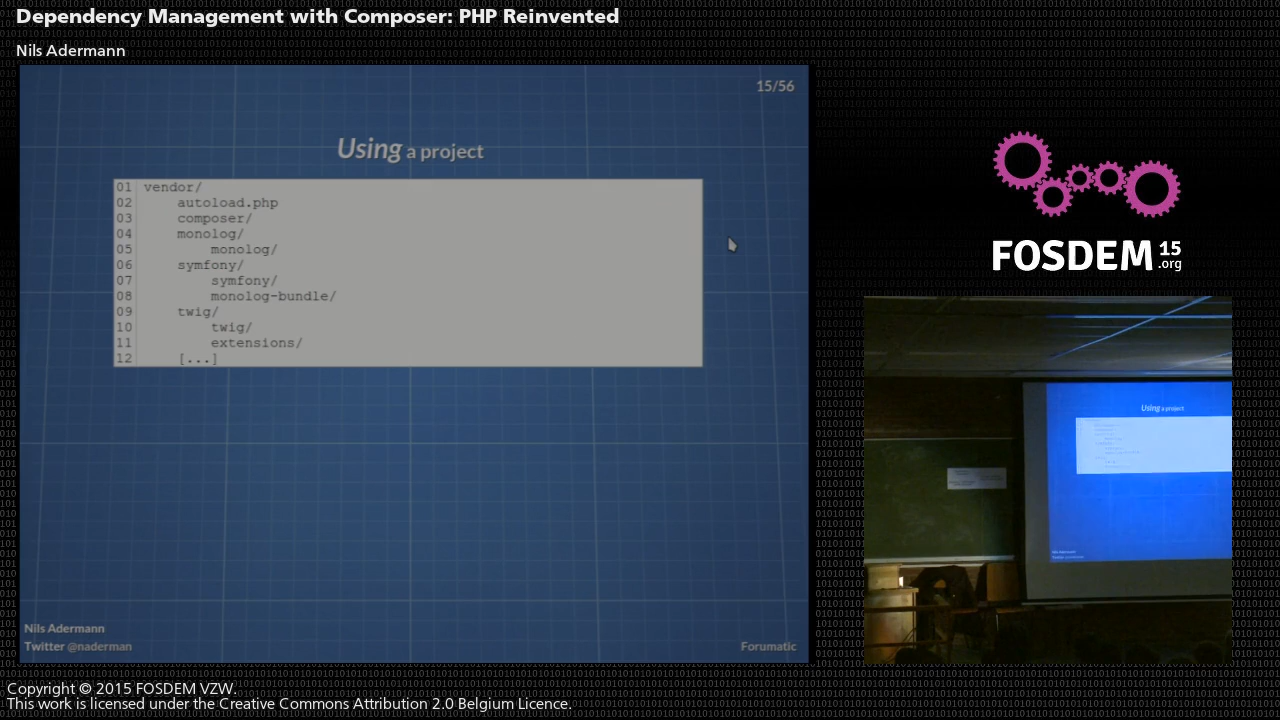 Dependency Management with Composer: PHP Reinvented
Nils Adermann
15/56
Using a project
01 vendor/
02 autoload.php
03 composer/
04 monolog/
05 monolog/
06 symfony/
07 symfony/
08 monolog-bundle/
09 twig/
10 twig/
11 extensions/
12 [...]
Nils Adermann
Twitter @naderman
Forumatic
FOSDEM 15
.org
Using a project
Copyright © 2015 FOSDEM VZW.
This work is licensed under the Creative Commons Attribution 2.0 Belgium Licence.